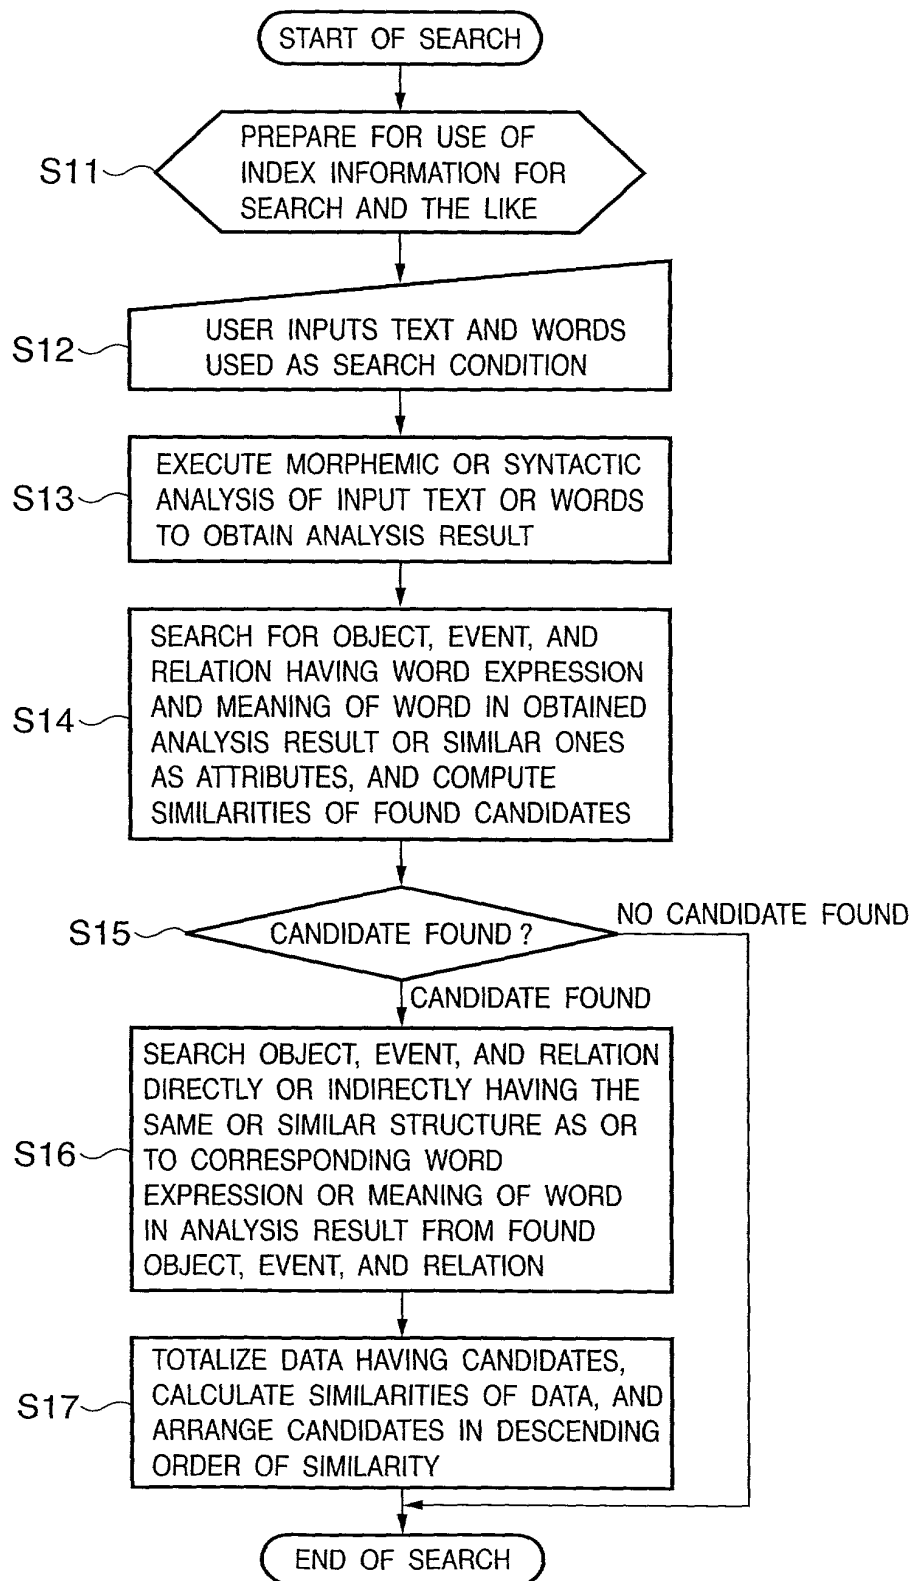 START OF SEARCH
S11
PREPARE FOR USE OF
INDEX INFORMATION FOR
SEARCH AND THE LIKE
S12
USER INPUTS TEXT AND WORDS
USED AS SEARCH CONDITION
S13
EXECUTE MORPHEMIC OR SYNTACTIC
ANALYSIS OF INPUT TEXT OR WORDS
TO OBTAIN ANALYSIS RESULT
S14
SEARCH FOR OBJECT, EVENT, AND
RELATION HAVING WORD EXPRESSION
AND MEANING OF WORD IN OBTAINED
ANALYSIS RESULT OR SIMILAR ONES
AS ATTRIBUTES, AND COMPUTE
SIMILARITIES OF FOUND CANDIDATES
S15
CANDIDATE FOUND ?
NO CANDIDATE FOUND
CANDIDATE FOUND
S16
SEARCH OBJECT, EVENT, AND RELATION
DIRECTLY OR INDIRECTLY HAVING THE
SAME OR SIMILAR STRUCTURE AS OR
TO CORRESPONDING WORD
EXPRESSION OR MEANING OF WORD
IN ANALYSIS RESULT FROM FOUND
OBJECT, EVENT, AND RELATION
S17
TOTALIZE DATA HAVING CANDIDATES,
CALCULATE SIMILARITIES OF DATA, AND
ARRANGE CANDIDATES IN DESCENDING
ORDER OF SIMILARITY
END OF SEARCH